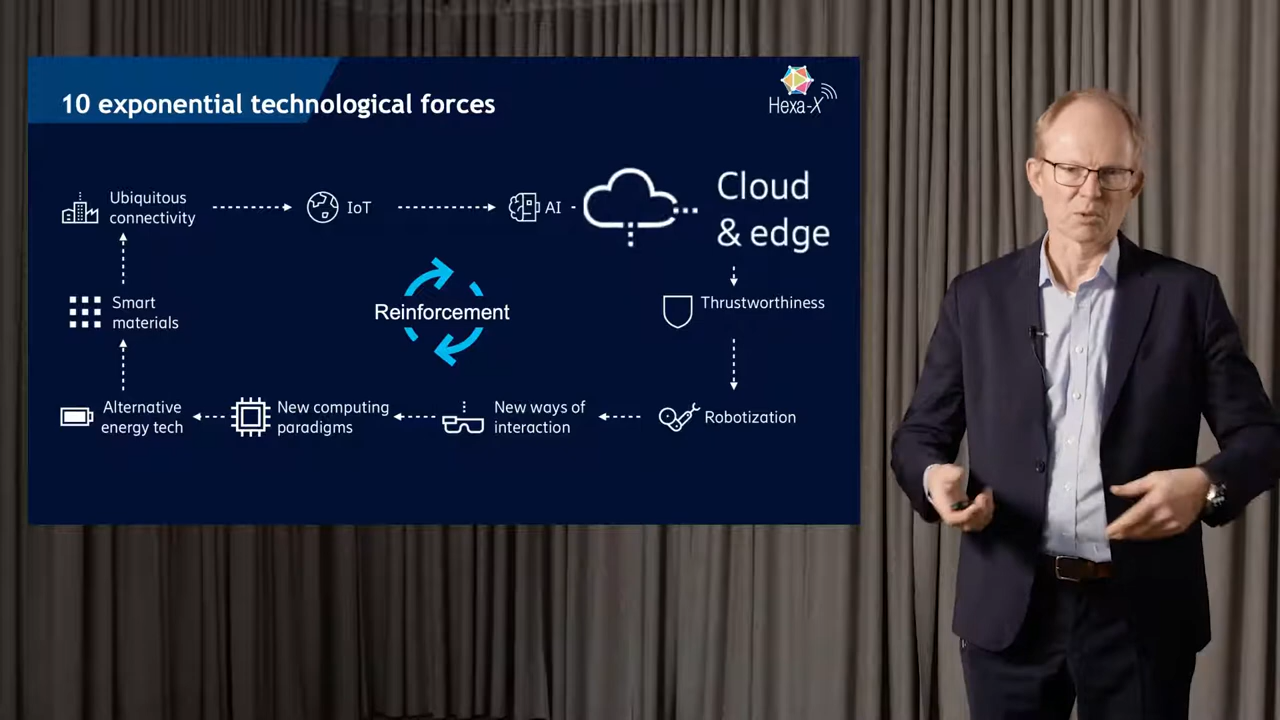 10 exponential technological forces
Hexa-X
Ubiquitous
connectivity
IoT
AI
Cloud
& edge
Smart
materials
Reinforcement
Thrustworthiness
Alternative
energy tech
New computing
paradigms
New ways of
interaction
Robotization